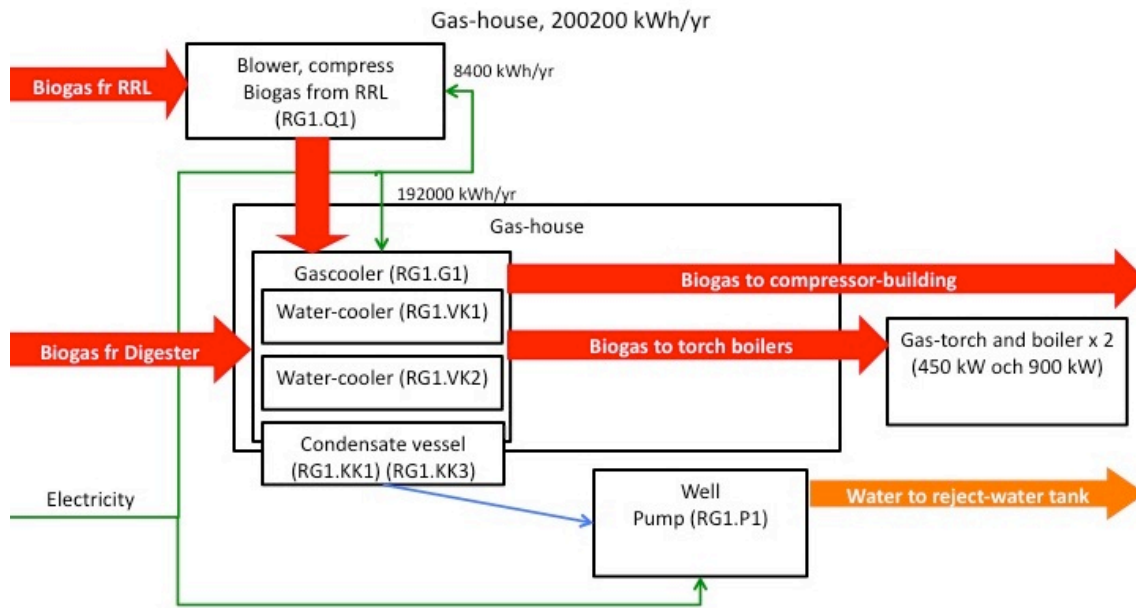 Gas-house, 200200 kWh/yr
Blower, compress
Biogas from RRL
(RG1.Q1)
8400 kWh/yr
Biogas fr RRL
192000 kWh/yr
Gas-house
Gascooler (RG1.G1)
Biogas to compressor-building
Water-cooler (RG1.VK1)
Biogas fr Digester
Biogas to torch boilers
Gas-torch and boiler x 2
(450 kW och 900 kW)
Water-cooler (RG1.VK2)
Condensate vessel
(RG1.KK1) (RG1.KK3)
Electricity
Well
Pump (RG1.P1)
Water to reject-water tank